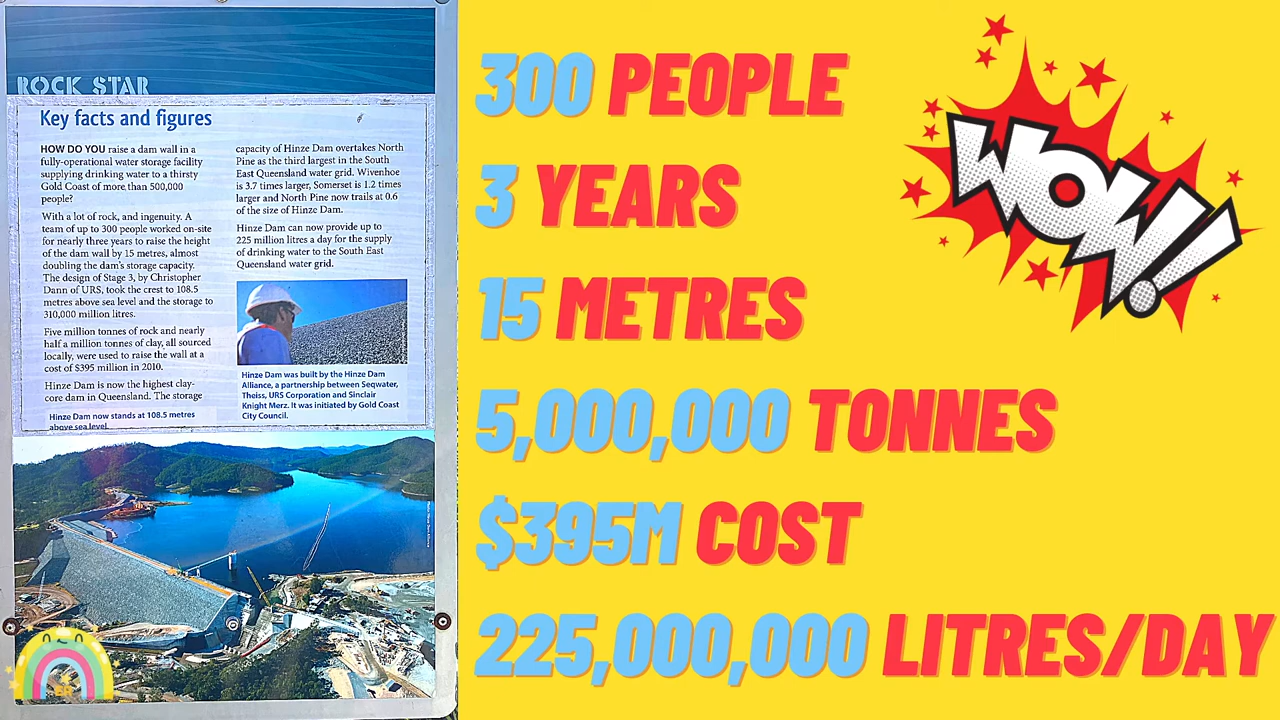 ROCK STAR
Key facts and figures
HOW DO YOU raise a dam wall in a
fully-operational water storage facility
supplying drinking water to a thirsty
Gold Coast of more than 500,000
people?
With a lot of rock, and ingenuity. A
team of up to 300 people worked on-site
for nearly three years to raise the height
of the dam wall by 15 metres, almost
doubling the dam's storage capacity.
The design of Stage 3, by Christopher
Dann of URS, took the crest to 108.5
metres above sea level and the storage to
310,000 million litres.
Five million tonnes of rock and nearly
half a million tonnes of clay, all sourced
locally, were used to raise the wall at a
cost of $395 million in 2010.
Hinze Dam is now the highest clay-
core dam in Queensland. The storage
Hinze Dam now stands at 108.5 metres
above sea level
capacity of Hinze Dam overtakes North
Pine as the third largest in the South
East Queensland water grid. Wivenhoe
is 3.7 times larger, Somerset is 1.2 times
larger and North Pine now trails at 0.6
of the size of Hinze Dam.
Hinze Dam can now provide up to
225 million litres a day for the supply
of drinking water to the South East
Queensland water grid.
Hinze Dam was built by the Hinze Dam
Alliance, a partnership between Seqwater,
Theiss, URS Corporation and Sinclair
Knight Merz. It was initiated by Gold Coast
City Council.
ER
300 PEOPLE
3 YEARS
15 METRES
5,000,000 TONNES
$395M COST
225,000,000 LITRES/DAY
WOW!